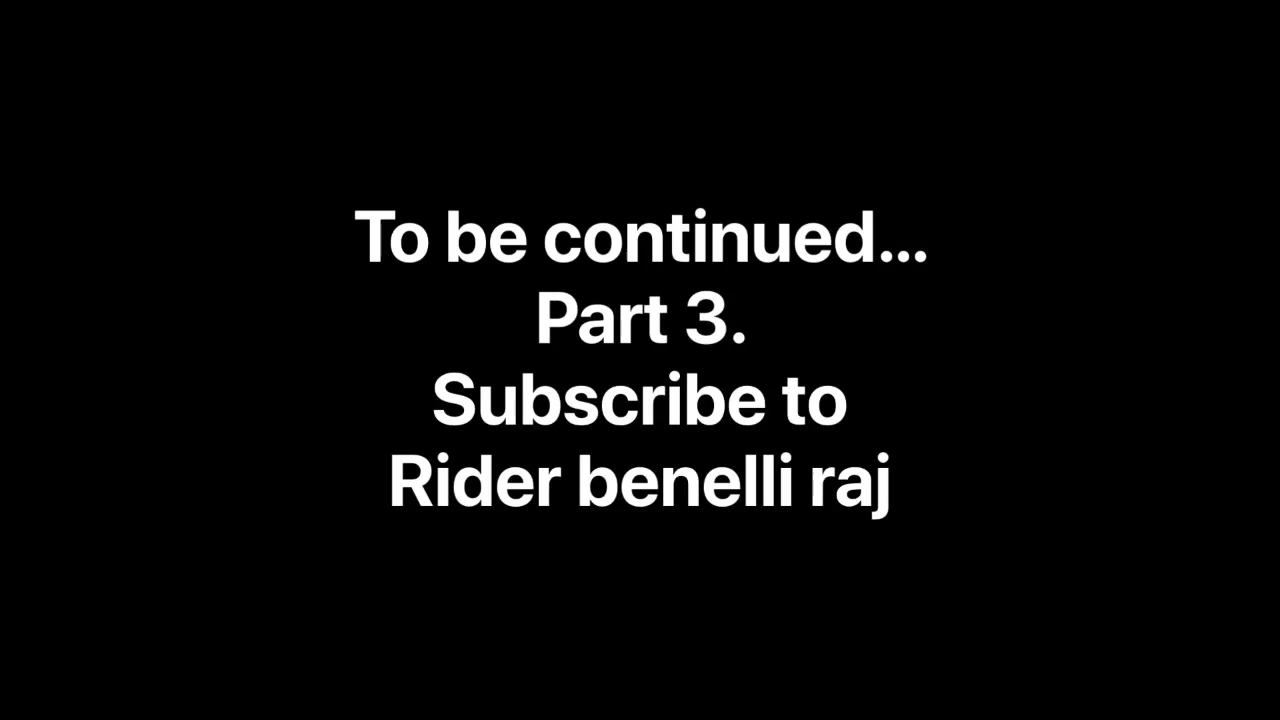 To be continued...
Part 3.
Subscribe to
Rider benelli raj